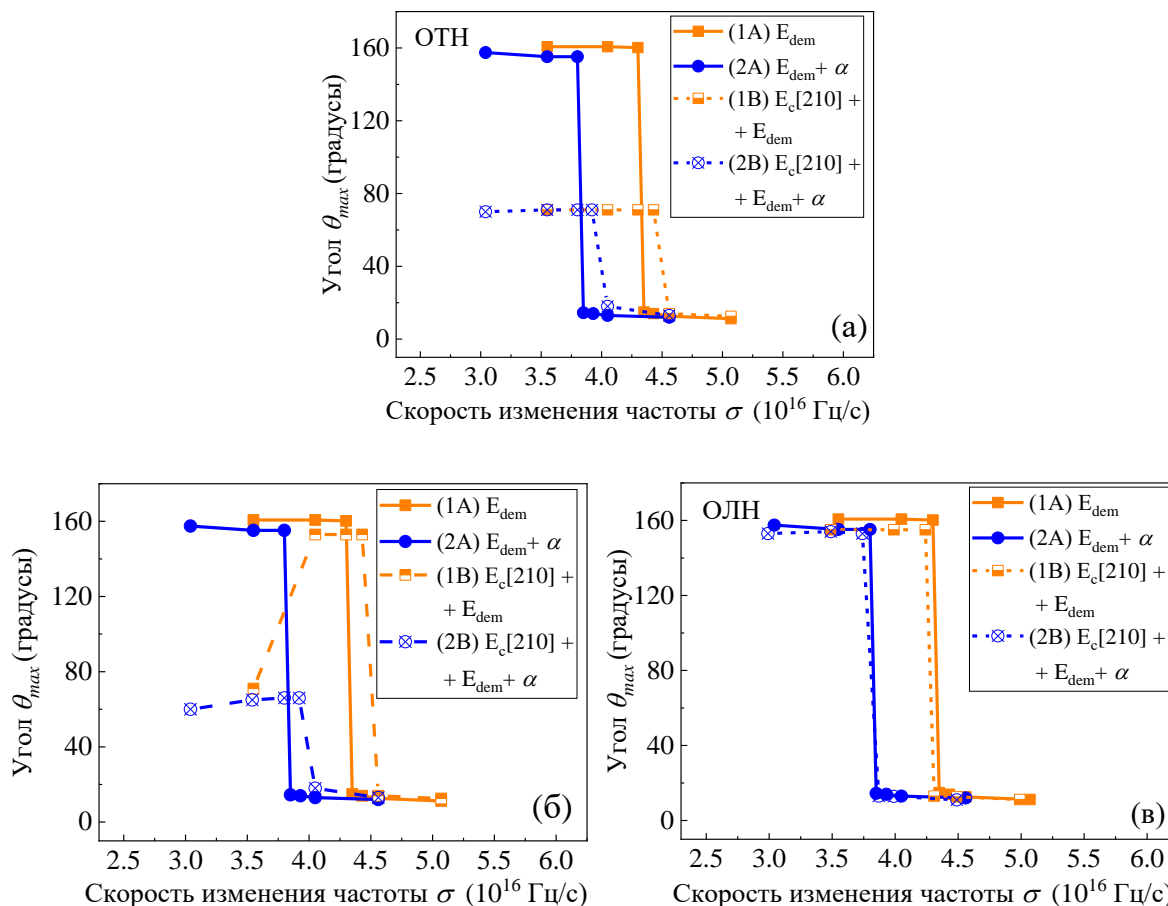 ОТН
(1A) E_dem
(2A) E_dem+ α
(1B) E_c[210] +
+ E_dem
(2B) E_c[210] +
+ E_dem+ α
Угол θ_max (градусы)
160
120
80
40
0
(а)
2.5 3.0 3.5 4.0 4.5 5.0 5.5 6.0
Скорость изменения частоты σ (10^16 Гц/с)
(1A) E_dem
(2A) E_dem+ α
(1B) E_c[210] +
+ E_dem
(2B) E_c[210] +
+ E_dem+ α
Угол θ_max (градусы)
160
120
80
40
0
(б)
2.5 3.0 3.5 4.0 4.5 5.0 5.5 6.0
Скорость изменения частоты σ (10^16 Гц/с)
ОЛН
(1A) E_dem
(2A) E_dem+ α
(1B) E_c[210] +
+ E_dem
(2B) E_c[210] +
+ E_dem+ α
Угол θ_max (градусы)
160
120
80
40
0
(в)
2.5 3.0 3.5 4.0 4.5 5.0 5.5 6.0
Скорость изменения частоты σ (10^16 Гц/с)